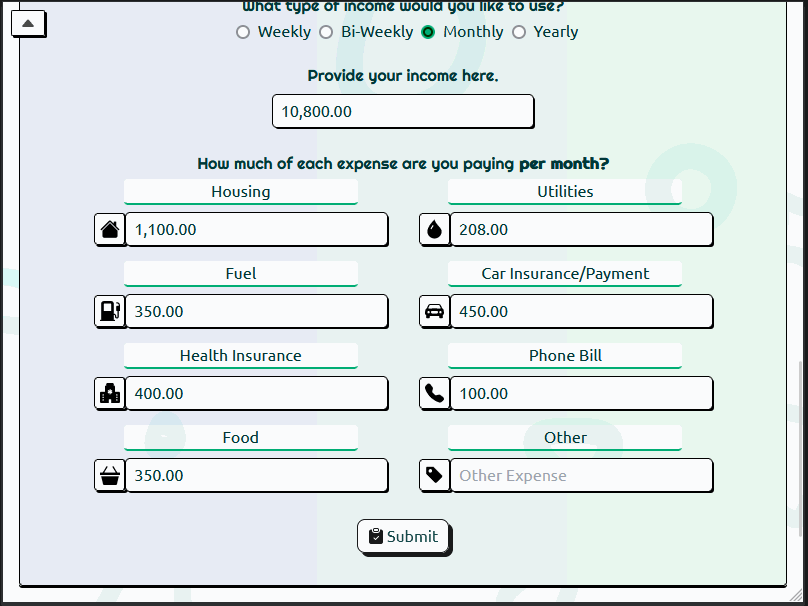 What type of income would you like to use?
Weekly Bi-Weekly Monthly Yearly
Provide your income here.
10,800.00
How much of each expense are you paying per month?
Housing
Utilities
1,100.00
208.00
Fuel
Car Insurance/Payment
350.00
450.00
Health Insurance
Phone Bill
400.00
100.00
Food
Other
350.00
Other Expense
Submit